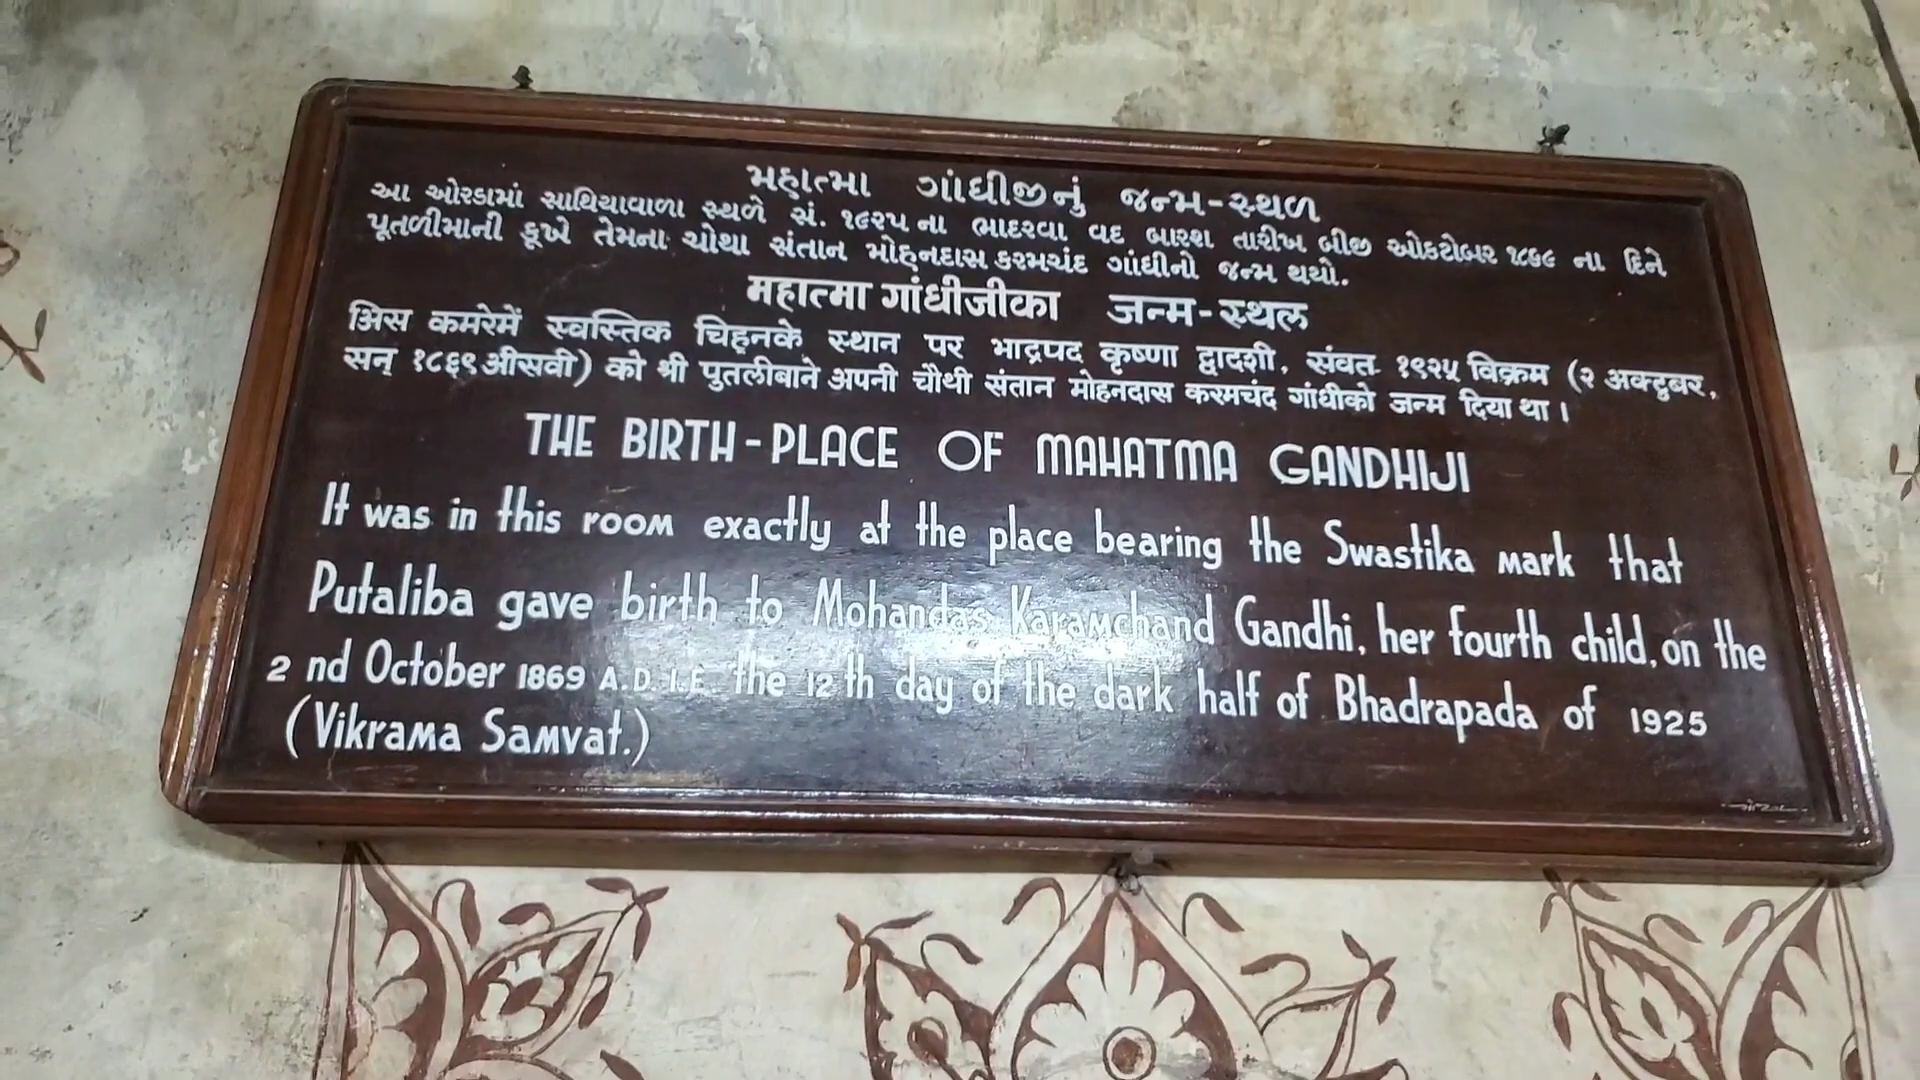 મહાત્મા ગાંધીજીનું જન્મ-સ્થળ
આ ઓરડામાં સાથિયાવાળા સ્થળે સં. ૧૯૨૫ ના ભાદરવા વદ બારશ તારીખ બીજી ઓકટોબર ૧૮૬૯ ના દિને
પૂતળીમાની કૂખે તેમના ચોથા સંતાન મોહનદાસ કરમચંદ ગાંધીનો જન્મ થયો.
महात्मा गांधीजीका जन्म-स्थल
अिस कमरेमें स्वस्तिक चिह्नके स्थान पर भाद्रपद कृष्णा द्वादशी, संवत १९२५ विक्रम (२ अक्टुबर,
सन् १८६९ अीसवी) को श्री पुतलीबाने अपनी चौथी संतान मोहनदास करमचंद गांधीको जन्म दिया था।
THE BIRTH-PLACE OF MAHATMA GANDHIJI
It was in this room exactly at the place bearing the Swastika mark that
Putaliba gave birth to Mohandas Karamchand Gandhi, her fourth child, on the
2 nd October 1869 A.D. I.E. the 12 th day of the dark half of Bhadrapada of 1925
(Vikrama Samvat.)